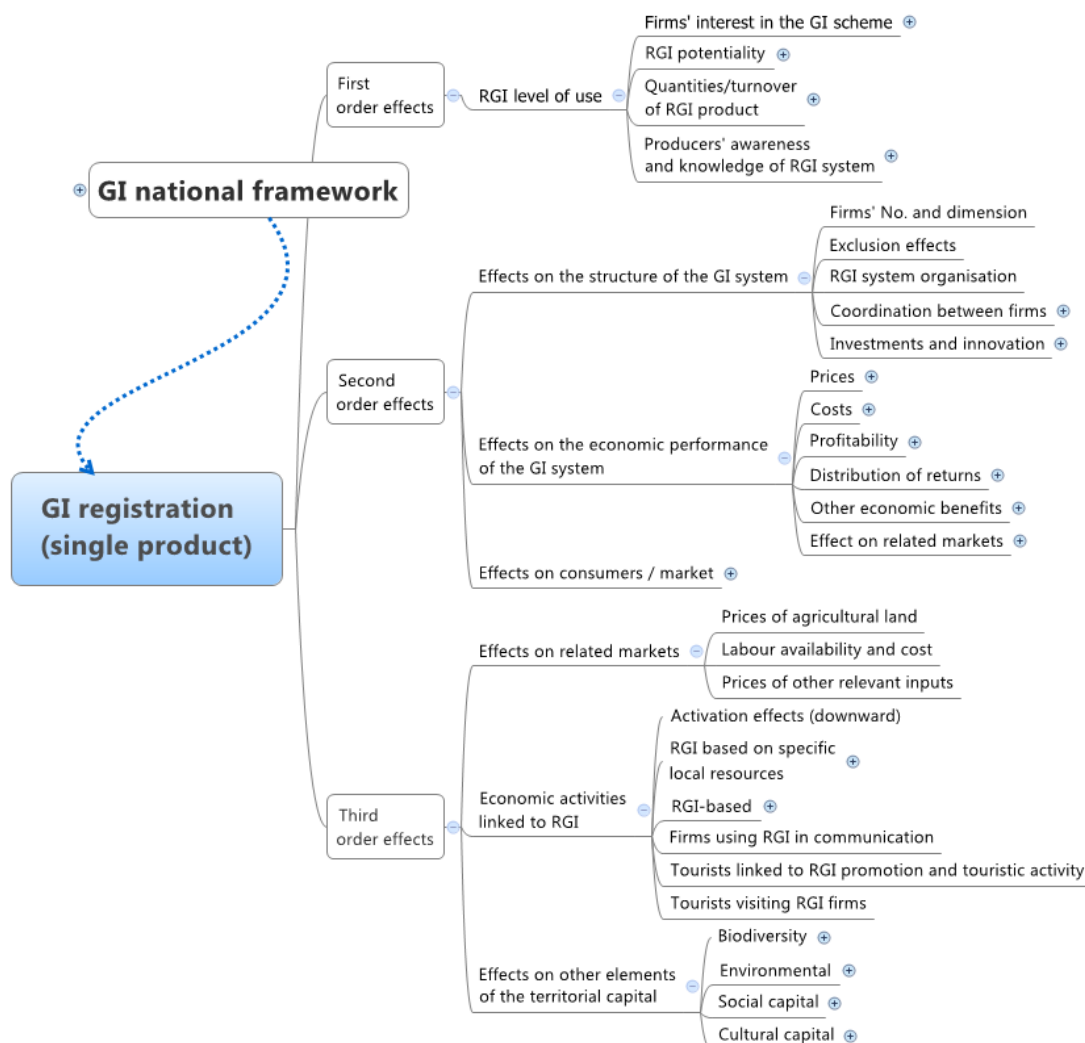 Firms' interest in the GI scheme
RGI potentiality
First
order effects
RGI level of use
Quantities/turnover
of RGI product
Producers' awareness
and knowledge of RGI system
GI national framework
Firms' No. and dimension
Exclusion effects
Effects on the structure of the GI system
RGI system organisation
Coordination between firms
Investments and innovation
Second
order effects
Prices
Costs
Effects on the economic performance
of the GI system
Profitability
Distribution of returns
Other economic benefits
Effect on related markets
GI registration
(single product)
Effects on consumers / market
Effects on related markets
Prices of agricultural land
Labour availability and cost
Prices of other relevant inputs
Third
order effects
Economic activities
linked to RGI
Activation effects (downward)
RGI based on specific
local resources
RGI-based
Firms using RGI in communication
Tourists linked to RGI promotion and touristic activity
Tourists visiting RGI firms
Effects on other elements
of the territorial capital
Biodiversity
Environmental
Social capital
Cultural capital